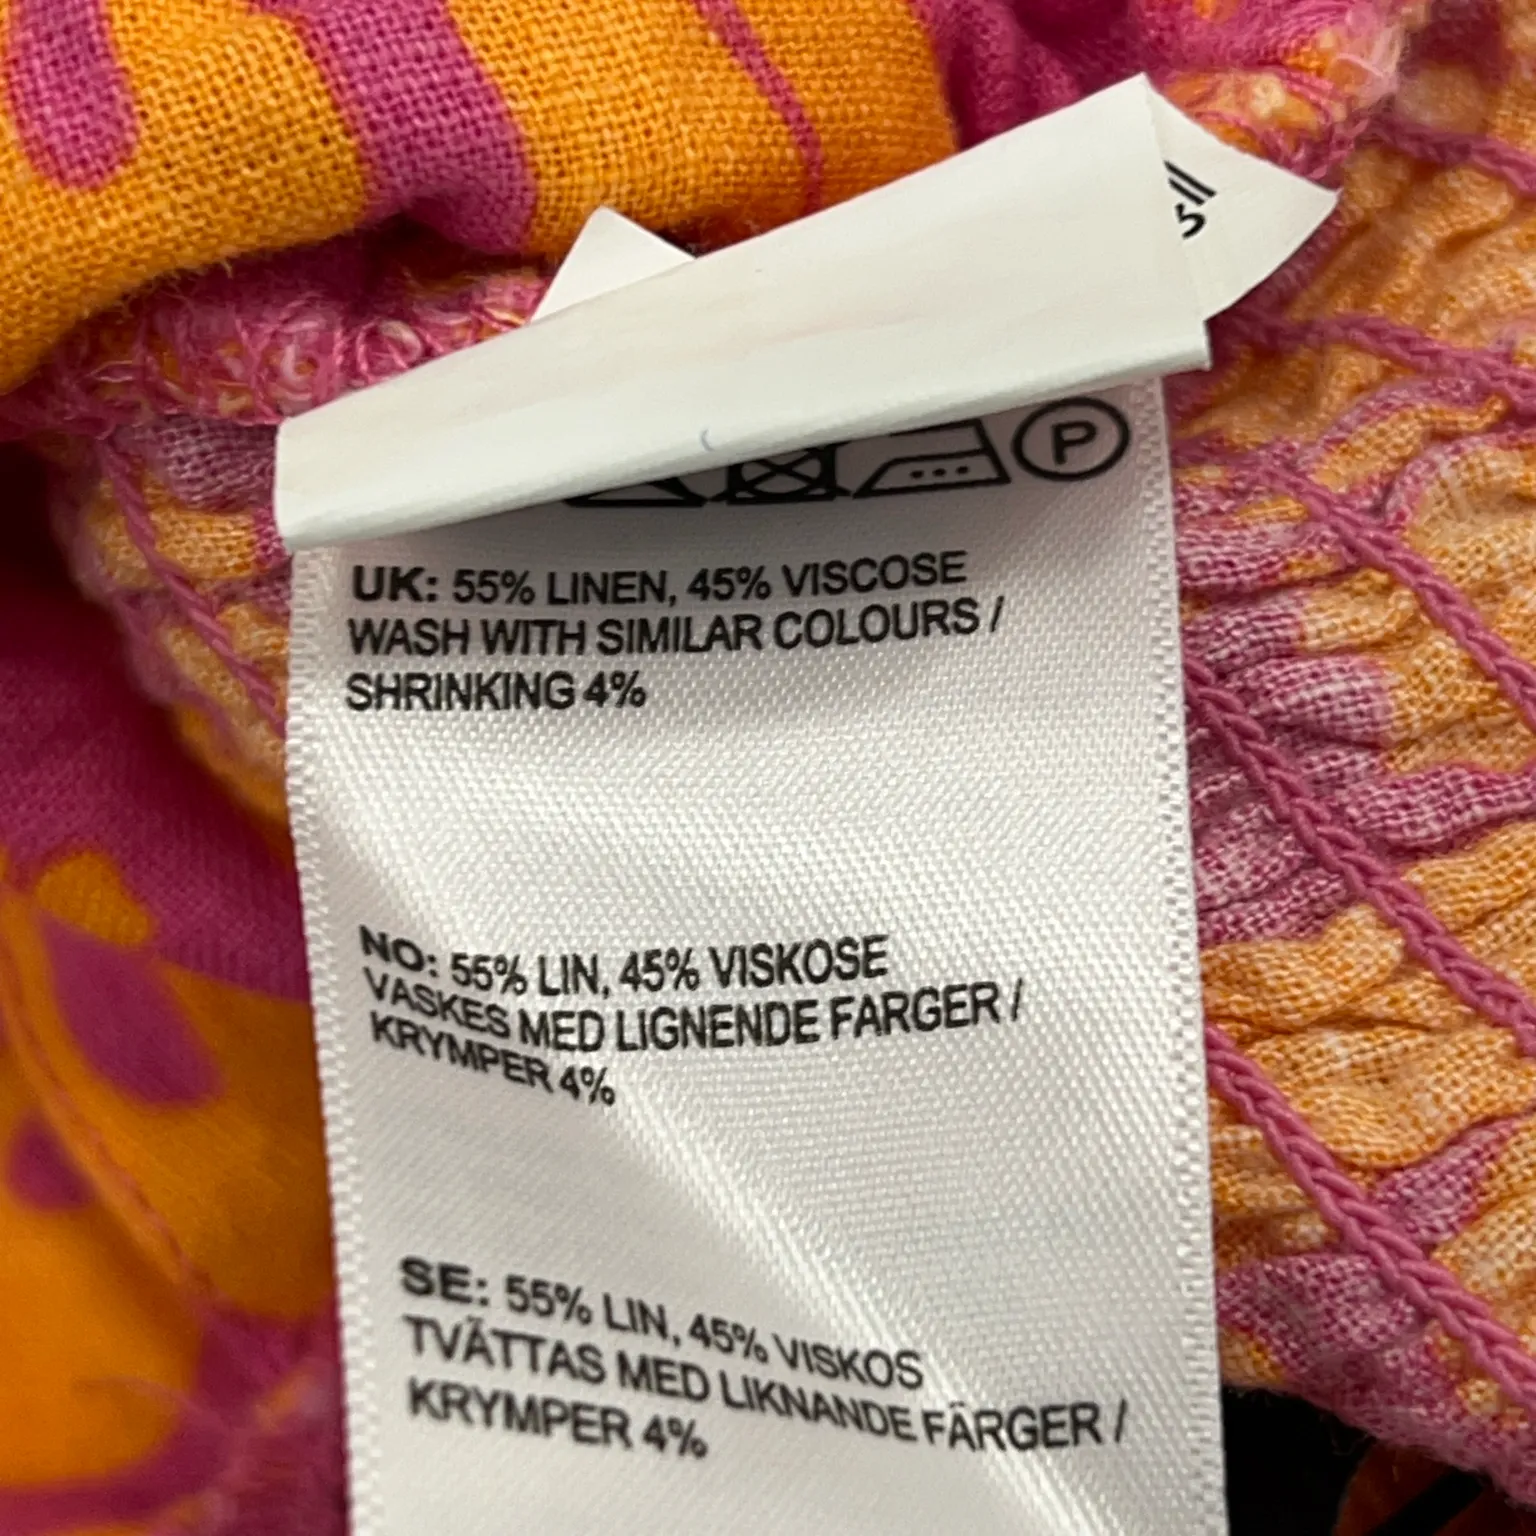 P
UK: 55% LINEN, 45% VISCOSE
WASH WITH SIMILAR COLOURS /
SHRINKING 4%
NO: 55% LIN, 45% VISKOSE
VASKES MED LIGNENDE FARGER /
KRYMPER 4%
SE: 55% LIN, 45% VISKOS
TVÄTTAS MED LIKNANDE FÄRGER /
KRYMPER 4%